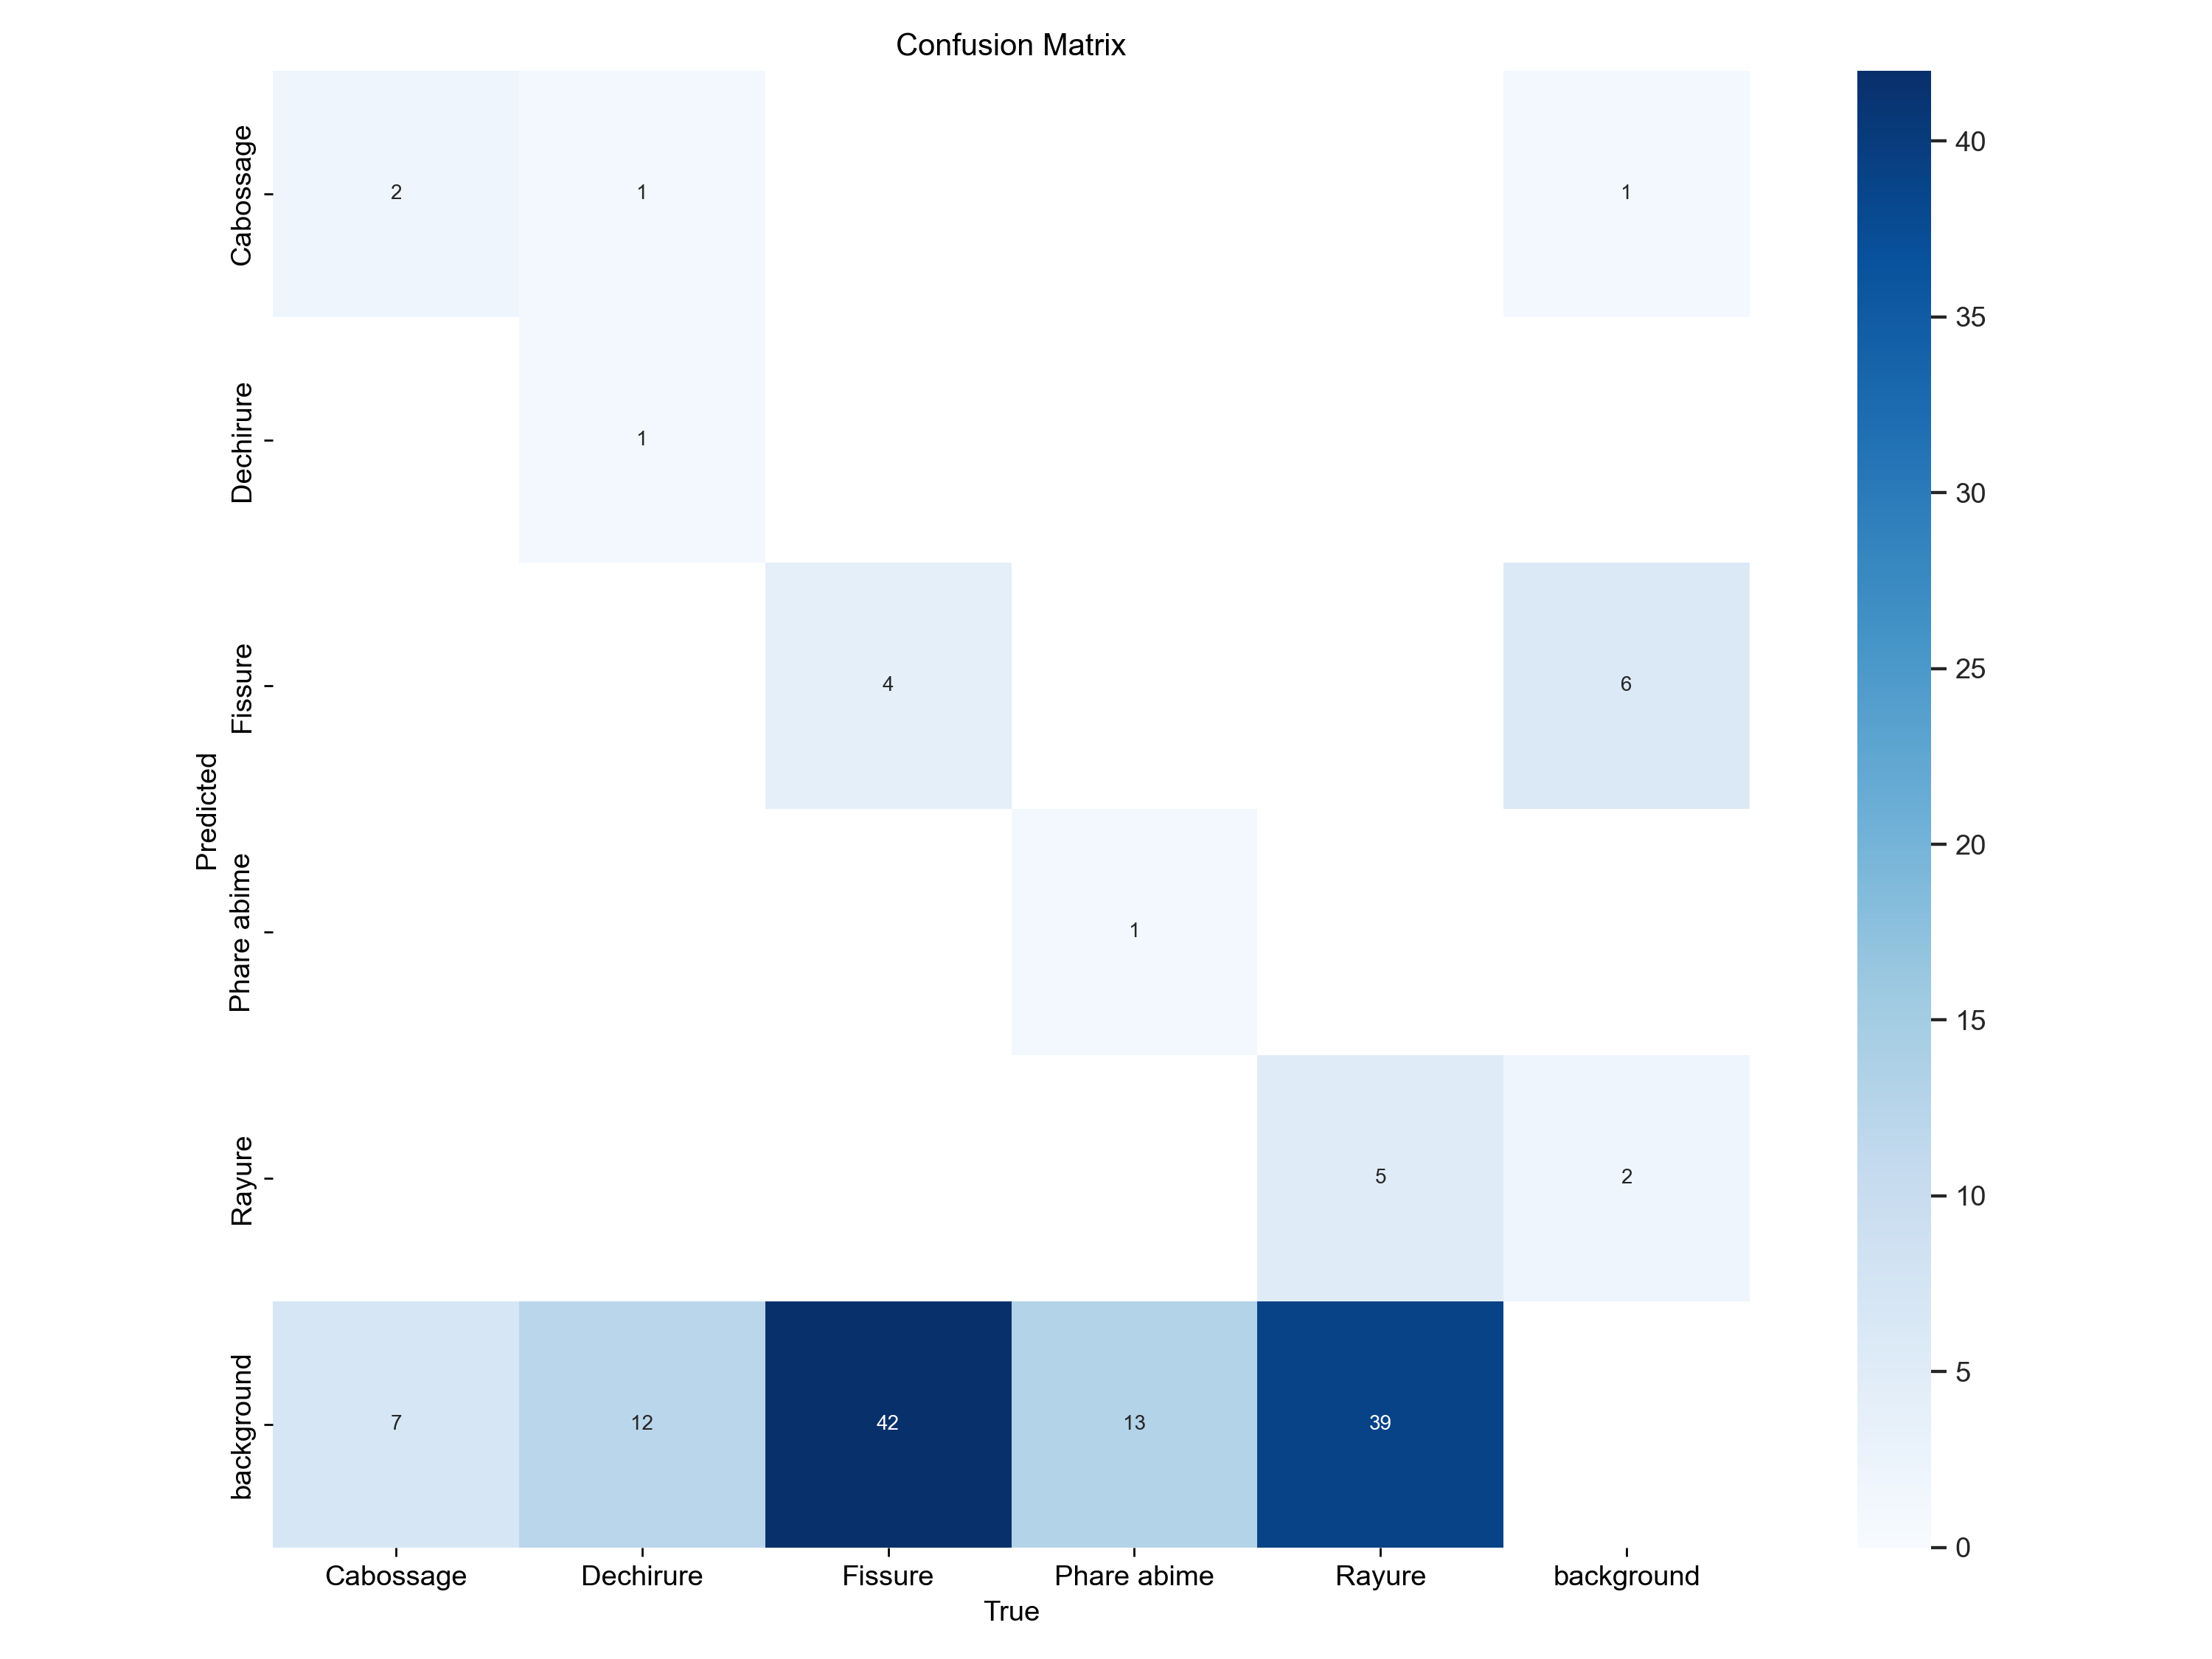 Confusion Matrix
Predicted
Cabossage
2
1
1
Dechirure
1
Fissure
4
6
Phare abime
1
Rayure
5
2
background
7
12
42
13
39
Cabossage
Dechirure
Fissure
Phare abime
Rayure
background
True
40
35
30
25
20
15
10
5
0